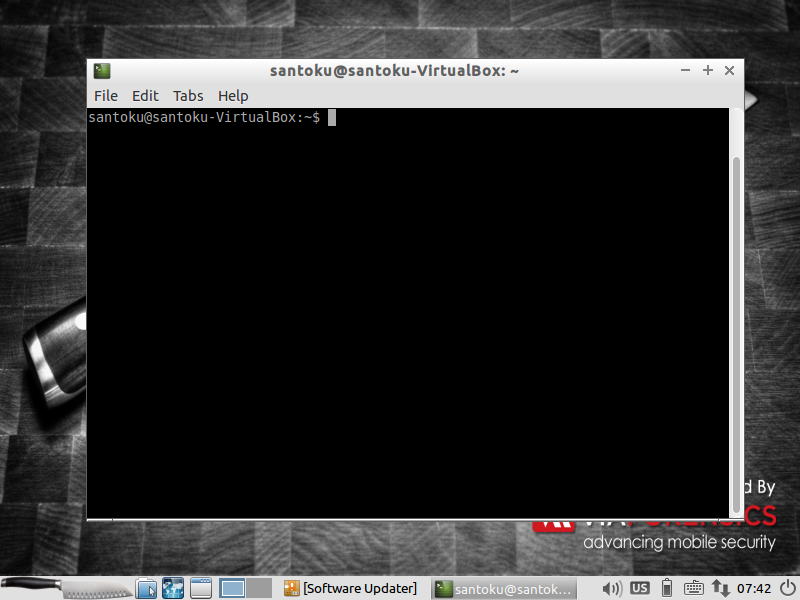 santoku@santoku-VirtualBox: ~
File Edit Tabs Help
santoku@santoku-VirtualBox:~$
d By
FORENSICS
advancing mobile security
[Software Updater]
santoku@santok...
US
07:42